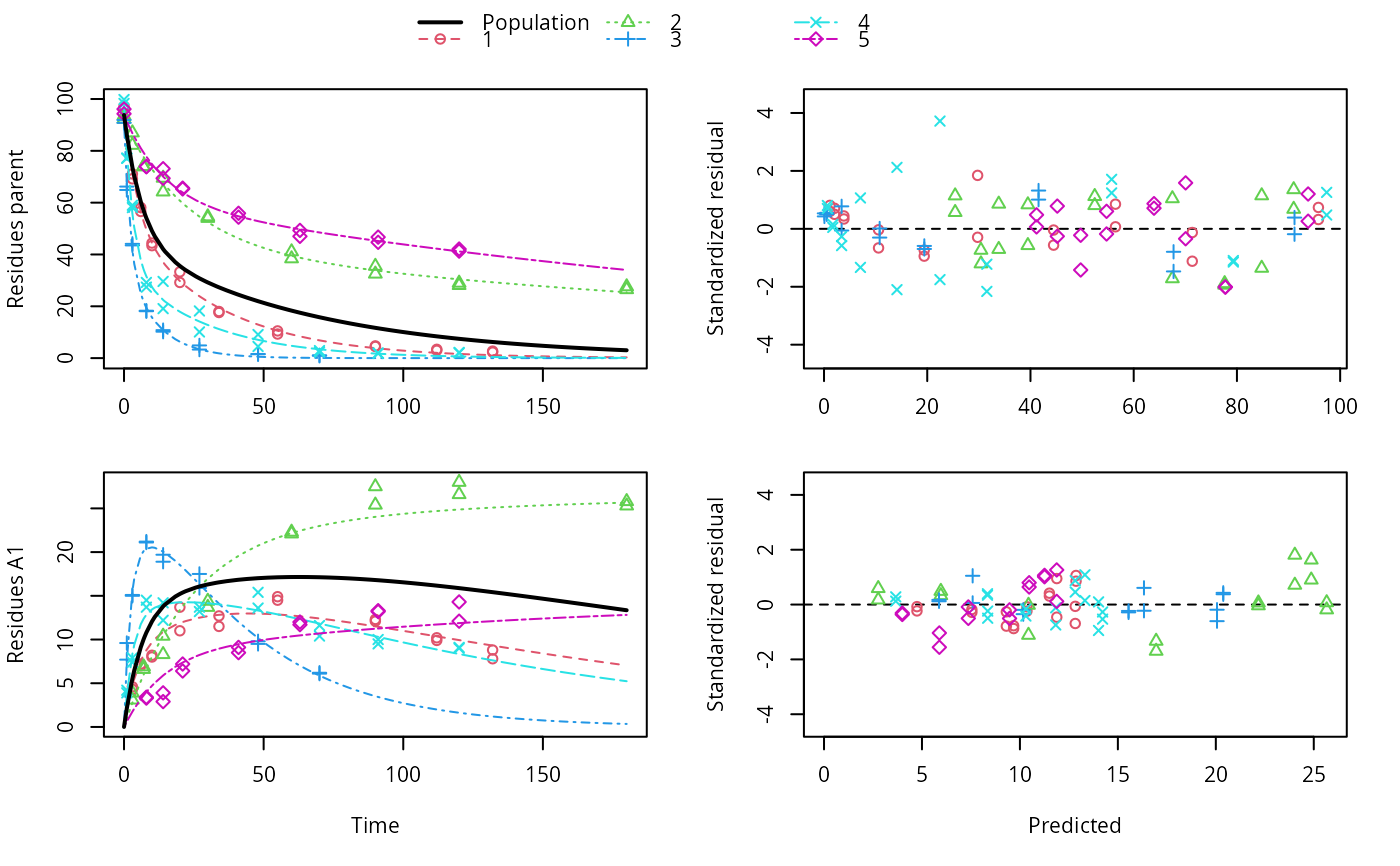 Population 2 4
1 3 5
Residues parent
0 20 40 60 80 100
0 50 100 150
Standardized residual
-4 -2 0 2 4
0 20 40 60 80 100
Residues A1
0 5 10 20
0 50 100 150
Time
Standardized residual
-4 -2 0 2 4
0 5 10 15 20 25
Predicted